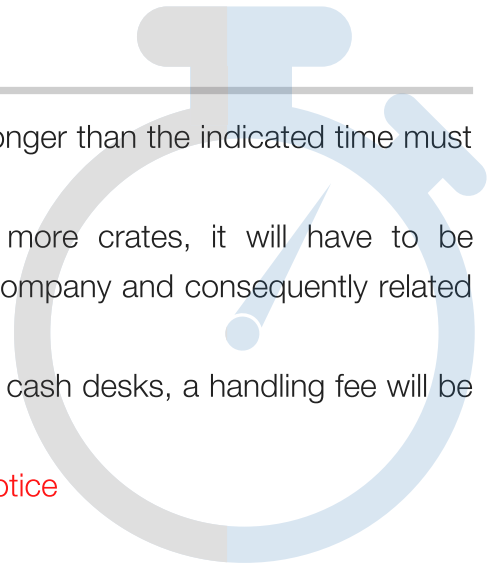 onger than the indicated time must
more crates, it will have to be
ompany and consequently related
cash desks, a handling fee will be
otice